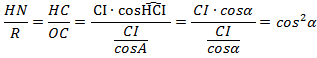 HN/R = HC/OC = (CI · cosHĈI)/(CI/cosA) = (CI · cosα)/(CI/cosα) = cos²α